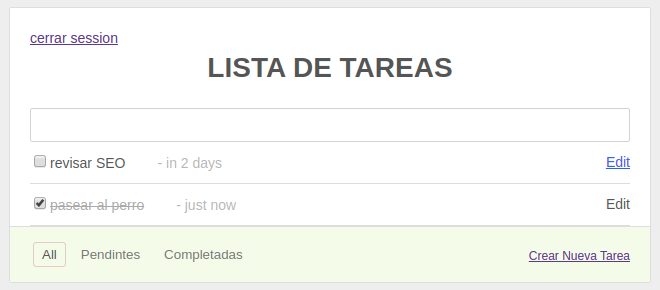 cerrar session
LISTA DE TAREAS
revisar SEO - in 2 days Edit
pasear al perro - just now Edit
All Pendintes Completadas Crear Nueva Tarea